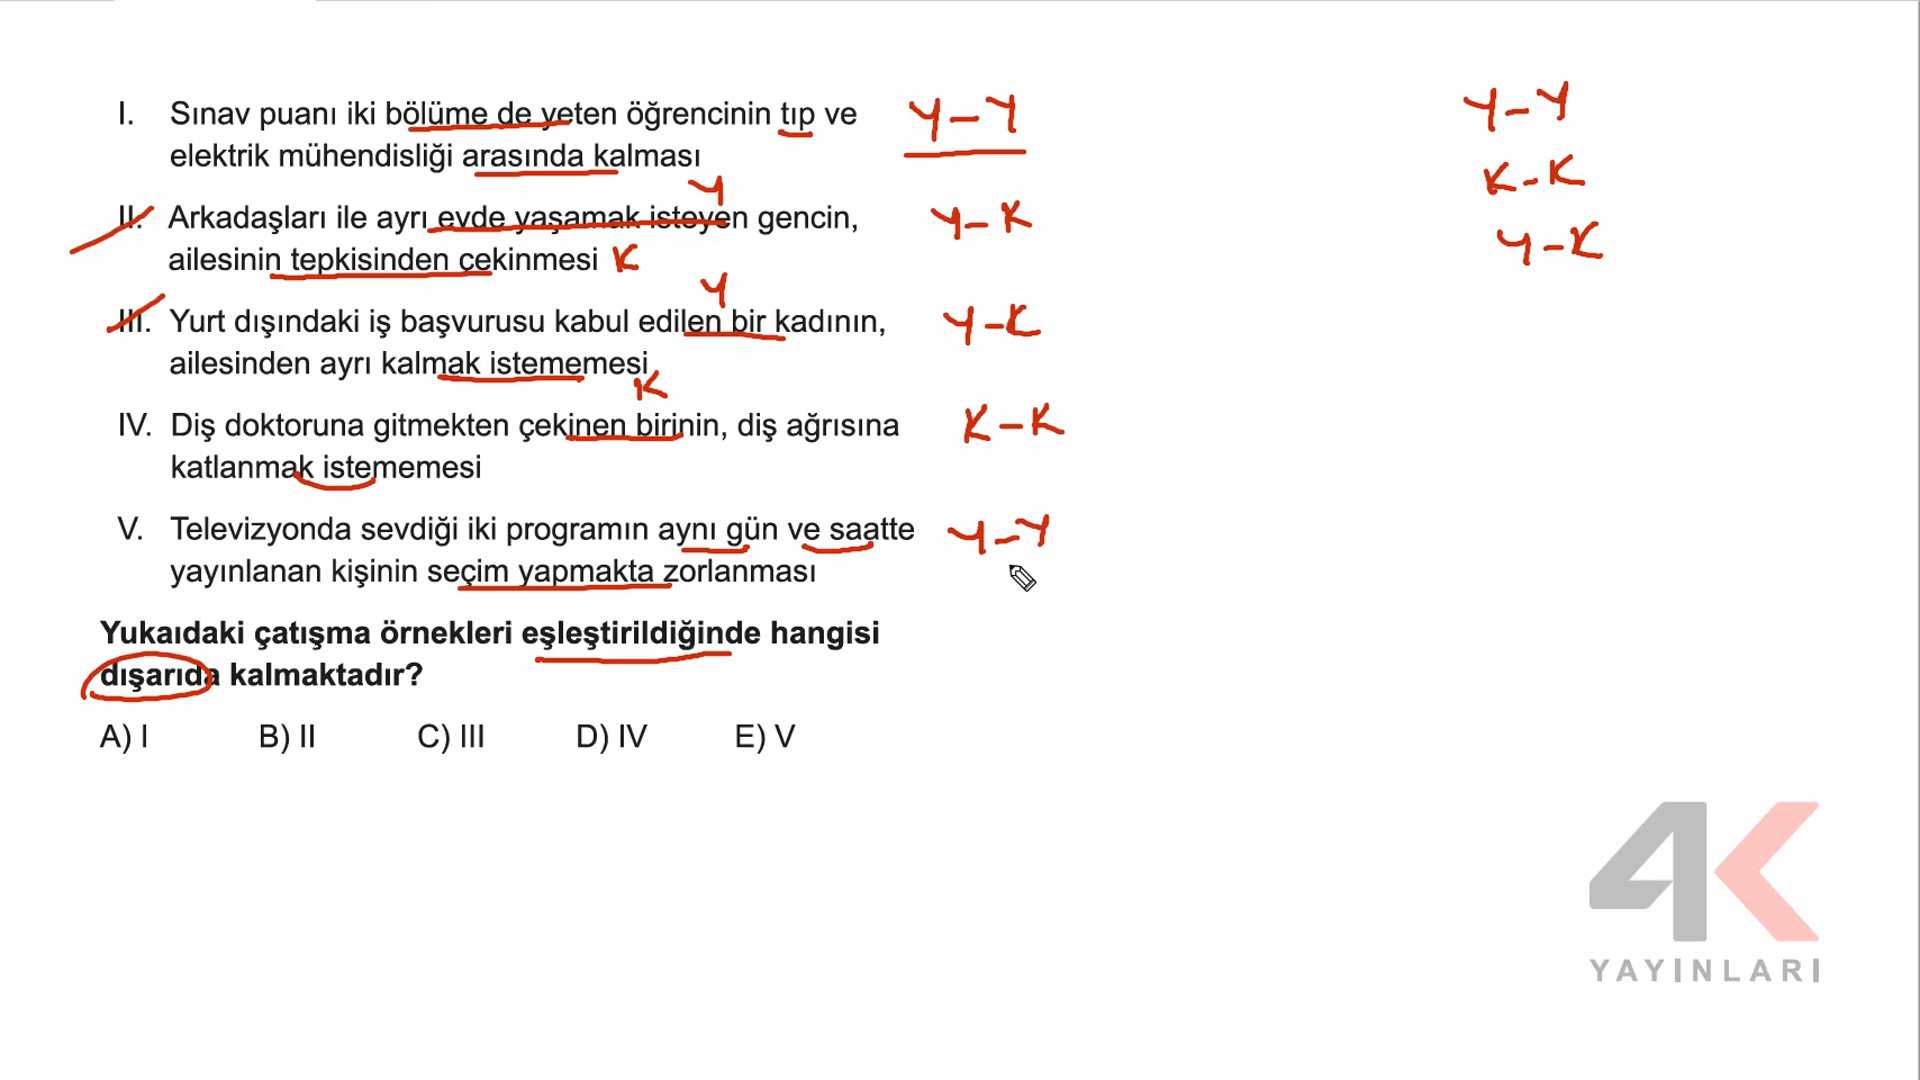 I. Sınav puanı iki bölüme de yeten öğrencinin tıp ve
elektrik mühendisliği arasında kalması
Y-Y
Y
II. Arkadaşları ile ayrı evde yaşamak isteyen gencin,
ailesinin tepkisinden çekinmesi K
Y-K
Y
III. Yurt dışındaki iş başvurusu kabul edilen bir kadının,
ailesinden ayrı kalmak istememesi
K
Y-K
IV. Diş doktoruna gitmekten çekinen birinin, diş ağrısına
katlanmak istememesi
K-K
V. Televizyonda sevdiği iki programın aynı gün ve saatte
yayınlanan kişinin seçim yapmakta zorlanması
Y-Y
Yukaıdaki çatışma örnekleri eşleştirildiğinde hangisi
dışarıda kalmaktadır?
A) I B) II C) III D) IV E) V
Y-Y
K-K
Y-K
4K
YAYINLARI